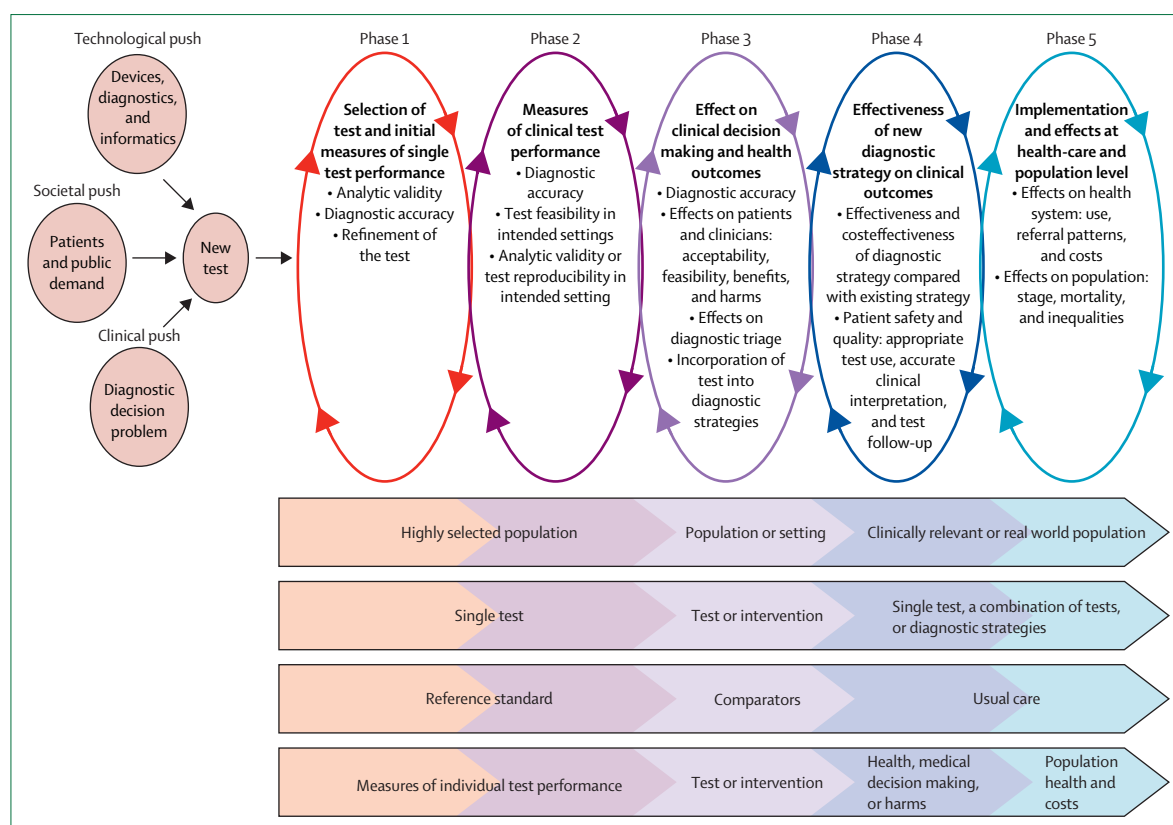 Technological push
Devices,
diagnostics,
and
informatics
Societal push
Patients
and public
demand
New
test
Clinical push
Diagnostic
decision
problem
Phase 1
Selection of
test and initial
measures of single
test performance
• Analytic validity
• Diagnostic accuracy
• Refinement of
the test
Phase 2
Measures
of clinical test
performance
• Diagnostic
accuracy
• Test feasibility in
intended settings
• Analytic validity or
test reproducibility in
intended setting
Phase 3
Effect on
clinical decision
making and health
outcomes
• Diagnostic accuracy
• Effects on patients
and clinicians:
acceptability,
feasibility, benefits,
and harms
• Effects on
diagnostic triage
• Incorporation of
test into
diagnostic
strategies
Phase 4
Effectiveness
of new
diagnostic
strategy on clinical
outcomes
• Effectiveness and
costeffectiveness
of diagnostic
strategy compared
with existing strategy
• Patient safety and
quality: appropriate
test use, accurate
clinical
interpretation,
and test
follow-up
Phase 5
Implementation
and effects at
health-care and
population level
• Effects on health
system: use,
referral patterns,
and costs
• Effects on population:
stage, mortality,
and inequalities
Highly selected population
Population or setting
Clinically relevant or real world population
Single test
Test or intervention
Single test, a combination of tests,
or diagnostic strategies
Reference standard
Comparators
Usual care
Measures of individual test performance
Test or intervention
Health, medical
decision making,
or harms
Population
health and
costs